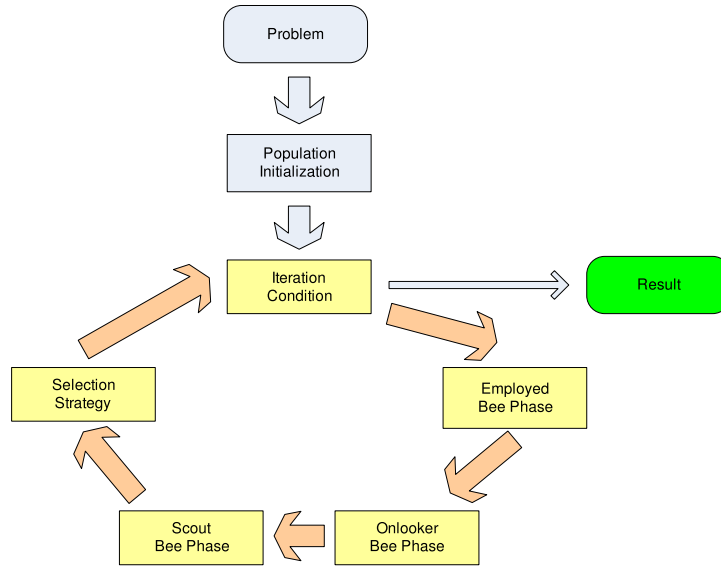 Problem
Population
Initialization
Iteration
Condition
Result
Selection
Strategy
Employed
Bee Phase
Scout
Bee Phase
Onlooker
Bee Phase